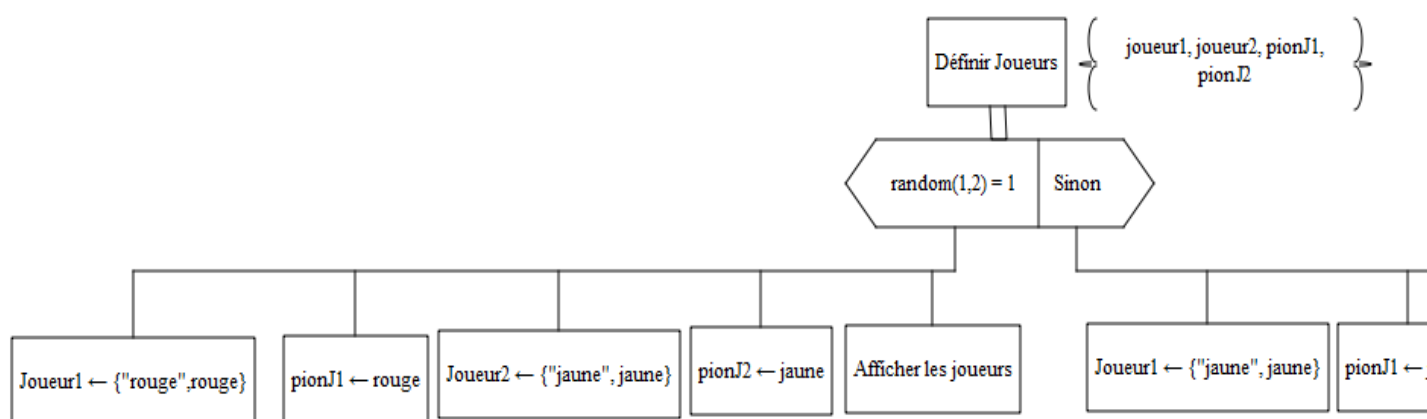 Définir Joueurs
joueur1, joueur2, pionJ1,
pionJ2
random(1,2) = 1
Sinon
Joueur1 ← {"rouge",rouge}
pionJ1 ← rouge
Joueur2 ← {"jaune", jaune}
pionJ2 ← jaune
Afficher les joueurs
Joueur1 ← {"jaune", jaune}
pionJ1 ←